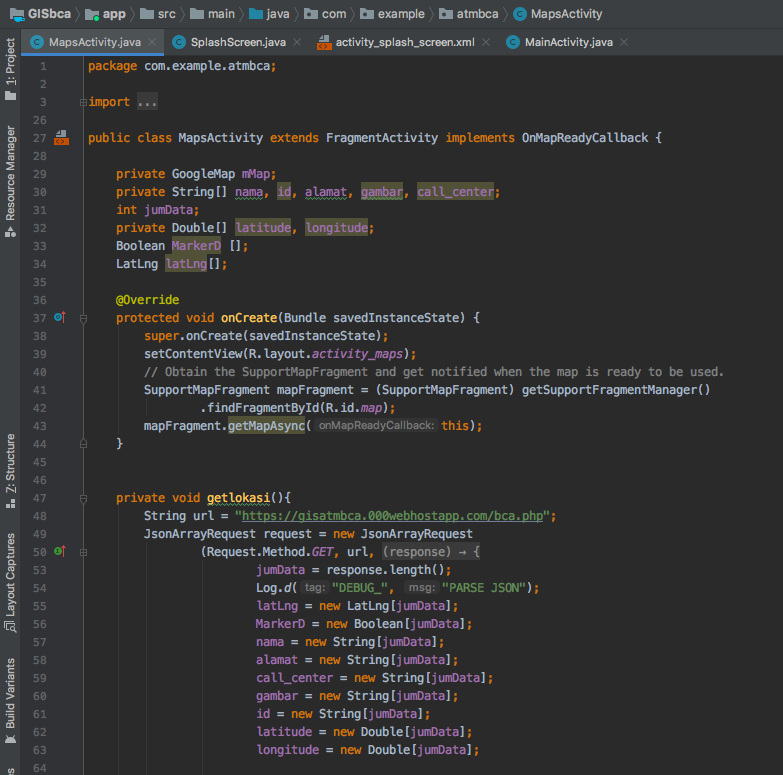 GISbca app src main java com example atmbca MapsActivity
MapsActivity.java SplashScreen.java activity_splash_screen.xml MainActivity.java
1: Project
Resource Manager
Z: Structure
Layout Captures
Build Variants
1 package com.example.atmbca;
2
3 import ...
26
27 public class MapsActivity extends FragmentActivity implements OnMapReadyCallback {
28
29 private GoogleMap mMap;
30 private String[] nama, id, alamat, gambar, call_center;
31 int jumData;
32 private Double[] latitude, longitude;
33 Boolean MarkerD [];
34 LatLng latLng[];
35
36 @Override
37 protected void onCreate(Bundle savedInstanceState) {
38 super.onCreate(savedInstanceState);
39 setContentView(R.layout.activity_maps);
40 // Obtain the SupportMapFragment and get notified when the map is ready to be used.
41 SupportMapFragment mapFragment = (SupportMapFragment) getSupportFragmentManager()
42 .findFragmentById(R.id.map);
43 mapFragment.getMapAsync( onMapReadyCallback: this);
44 }
45
46
47 private void getlokasi(){
48 String url = "https://gisatmbca.000webhostapp.com/bca.php";
49 JsonArrayRequest request = new JsonArrayRequest
50 (Request.Method.GET, url, (response) → {
53 jumData = response.length();
54 Log.d( tag: "DEBUG_", msg: "PARSE JSON");
55 latLng = new LatLng[jumData];
56 MarkerD = new Boolean[jumData];
57 nama = new String[jumData];
58 alamat = new String[jumData];
59 call_center = new String[jumData];
60 gambar = new String[jumData];
61 id = new String[jumData];
62 latitude = new Double[jumData];
63 longitude = new Double[jumData];
64